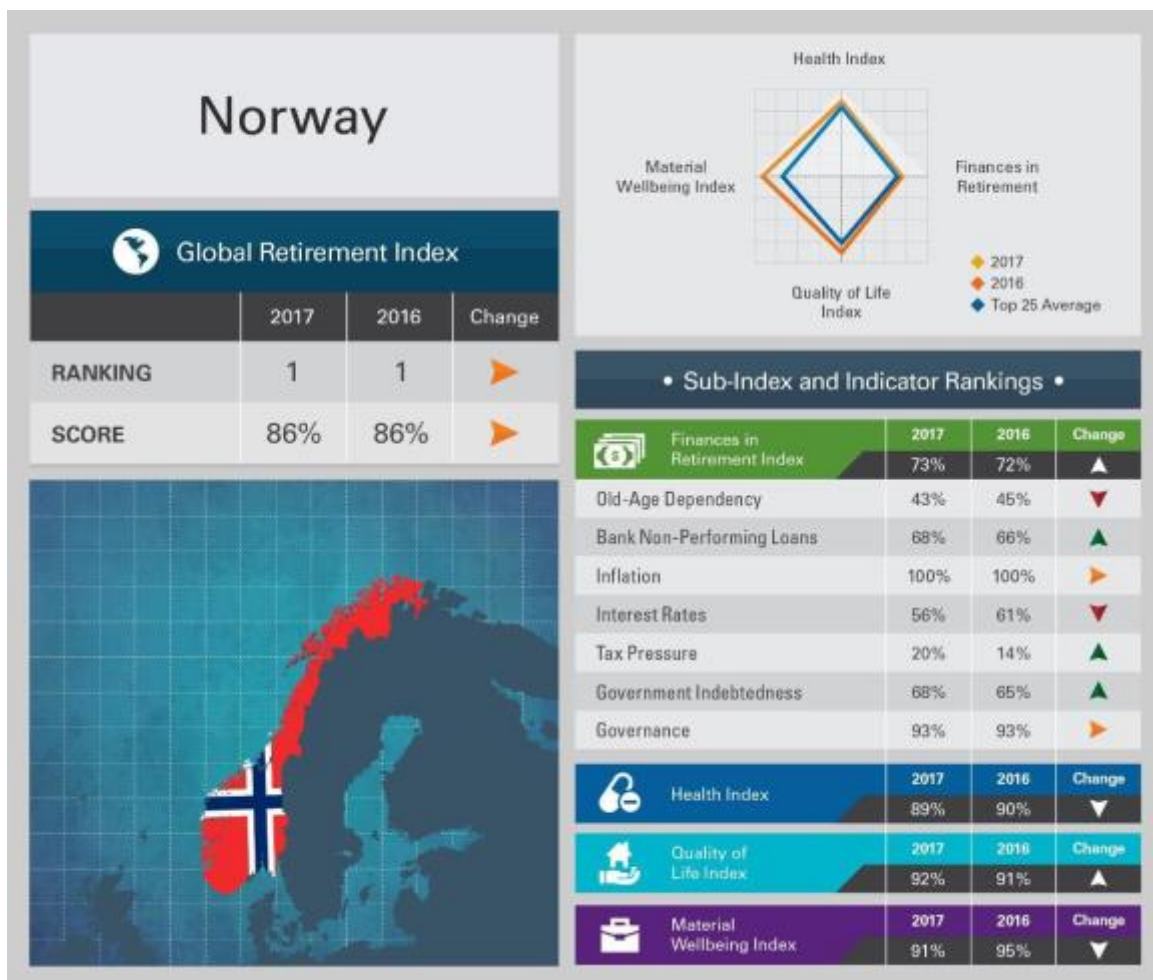 Norway
Global Retirement Index
2017 2016 Change
RANKING 1 1
SCORE 86% 86%
Health Index
Material
Wellbeing Index
Finances in
Retirement
Quality of Life
Index
2017
2016
Top 25 Average
• Sub-Index and Indicator Rankings •
Finances in
Retirement Index
2017 2016 Change
73% 72%
Old-Age Dependency 43% 45%
Bank Non-Performing Loans 68% 66%
Inflation 100% 100%
Interest Rates 56% 61%
Tax Pressure 20% 14%
Government Indebtedness 68% 65%
Governance 93% 93%
Health Index
2017 2016 Change
89% 90%
Quality of
Life Index
2017 2016 Change
92% 91%
Material
Wellbeing Index
2017 2016 Change
91% 95%